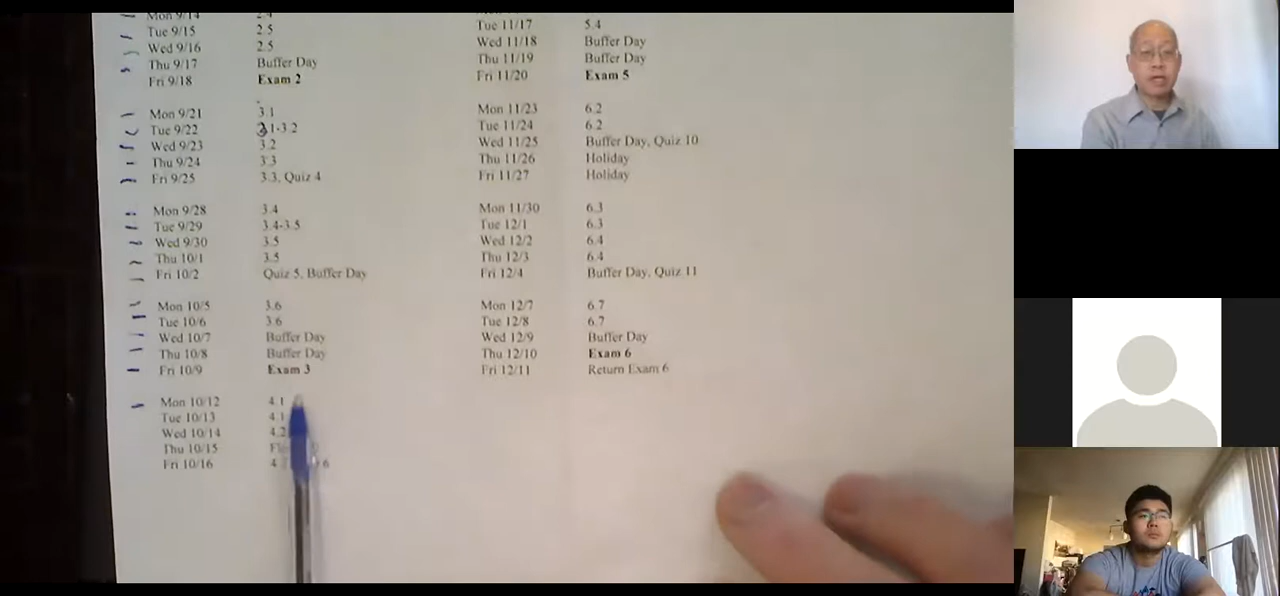 Mon 9/14 2.4
Tue 9/15 2.5
Wed 9/16 2.5
Thu 9/17 Buffer Day
Fri 9/18 Exam 2
Mon 9/21 3.1
Tue 9/22 3.1-3.2
Wed 9/23 3.2
Thu 9/24 3.3
Fri 9/25 3.3, Quiz 4
Mon 9/28 3.4
Tue 9/29 3.4-3.5
Wed 9/30 3.5
Thu 10/1 3.5
Fri 10/2 Quiz 5, Buffer Day
Mon 10/5 3.6
Tue 10/6 3.6
Wed 10/7 Buffer Day
Thu 10/8 Buffer Day
Fri 10/9 Exam 3
Mon 10/12 4.1
Tue 10/13 4.1
Wed 10/14 4.2
Thu 10/15
Fri 10/16
Tue 11/17 5.4
Wed 11/18 Buffer Day
Thu 11/19 Buffer Day
Fri 11/20 Exam 5
Mon 11/23 6.2
Tue 11/24 6.2
Wed 11/25 Buffer Day, Quiz 10
Thu 11/26 Holiday
Fri 11/27 Holiday
Mon 11/30 6.3
Tue 12/1 6.3
Wed 12/2 6.4
Thu 12/3 6.4
Fri 12/4 Buffer Day, Quiz 11
Mon 12/7 6.7
Tue 12/8 6.7
Wed 12/9 Buffer Day
Thu 12/10 Exam 6
Fri 12/11 Return Exam 6